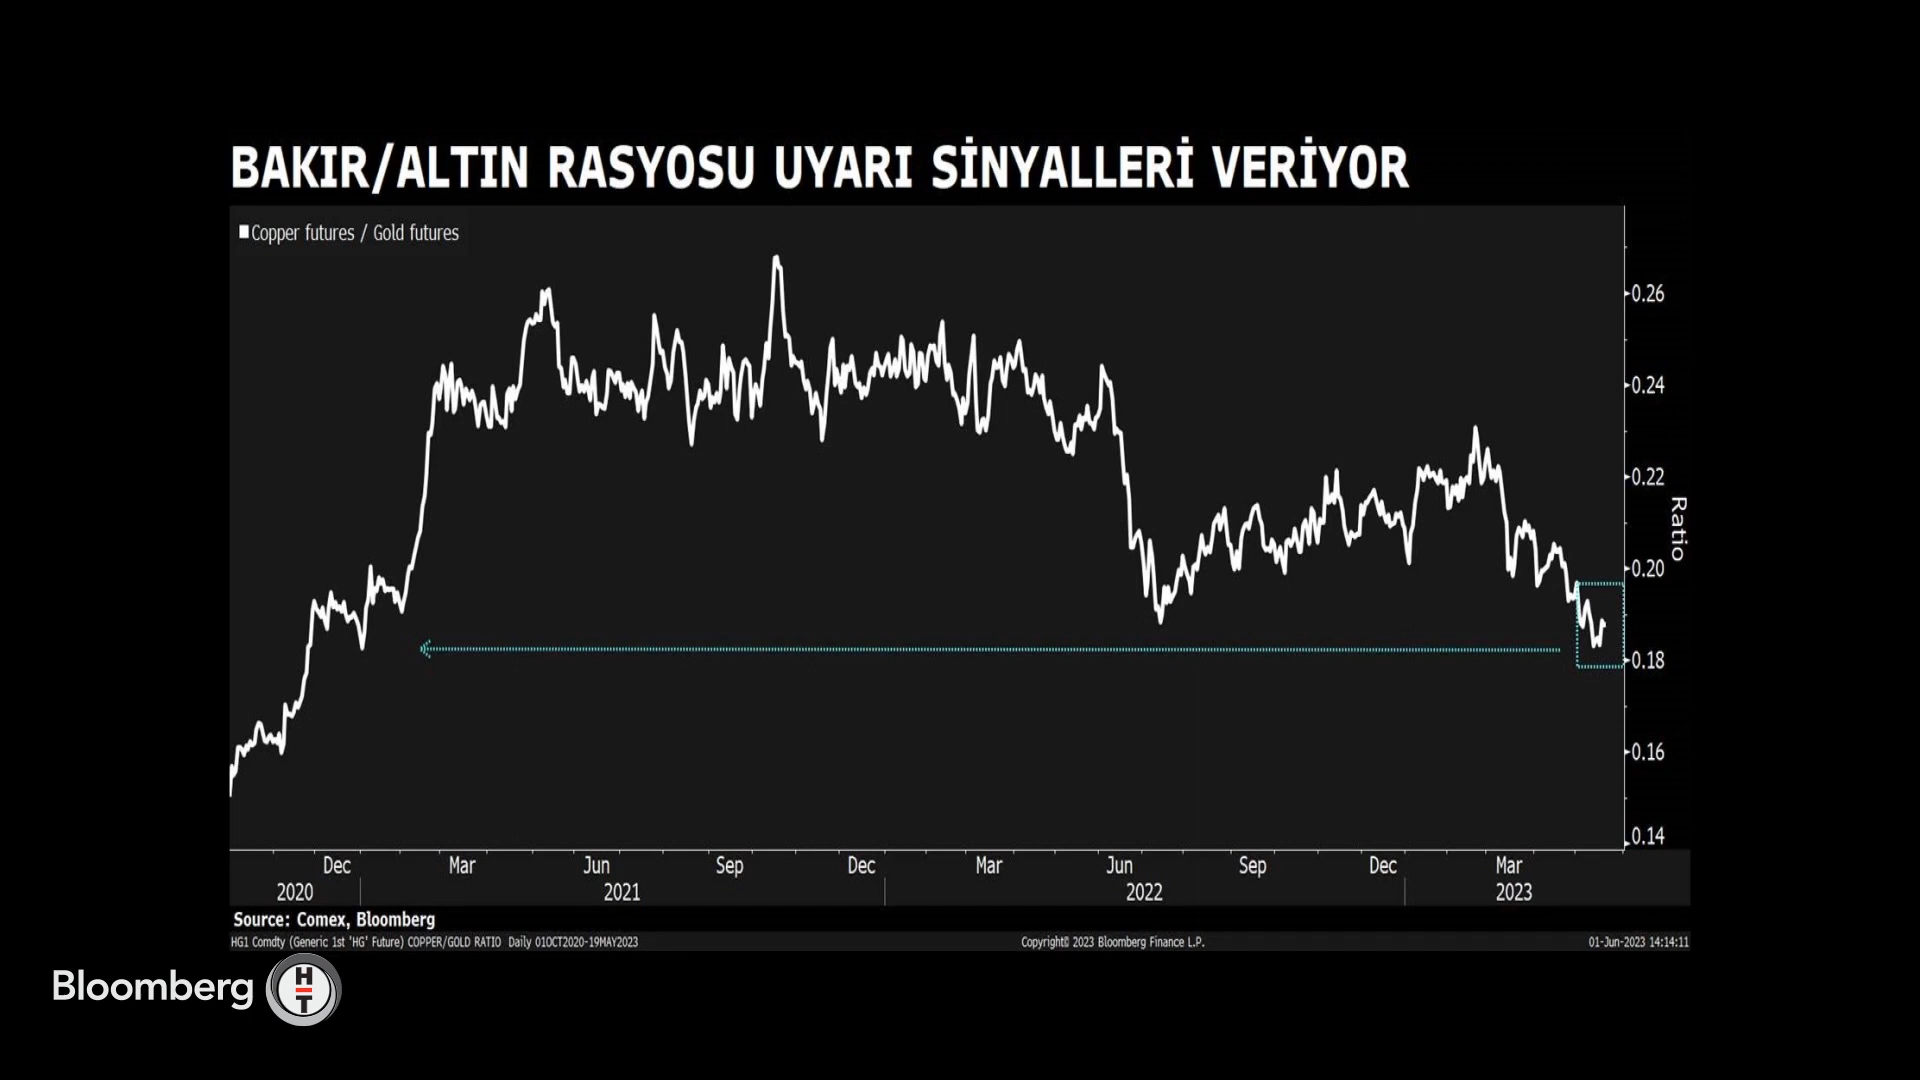 BAKIR/ALTIN RASYOSU UYARI SİNYALLERİ VERİYOR
Copper futures / Gold futures
0.26
0.24
0.22
0.20
0.18
0.16
0.14
Ratio
Dec Mar Jun Sep Dec Mar Jun Sep Dec Mar
2020 2021 2022 2023
Source: Comex, Bloomberg
HG1 Comdty (Generic 1st 'HG' Future) COPPER/GOLD RATIO Daily 01OCT2020-19MAY2023 Copyright© 2023 Bloomberg Finance L.P. 01-Jun-2023 14:14:11
Bloomberg HT